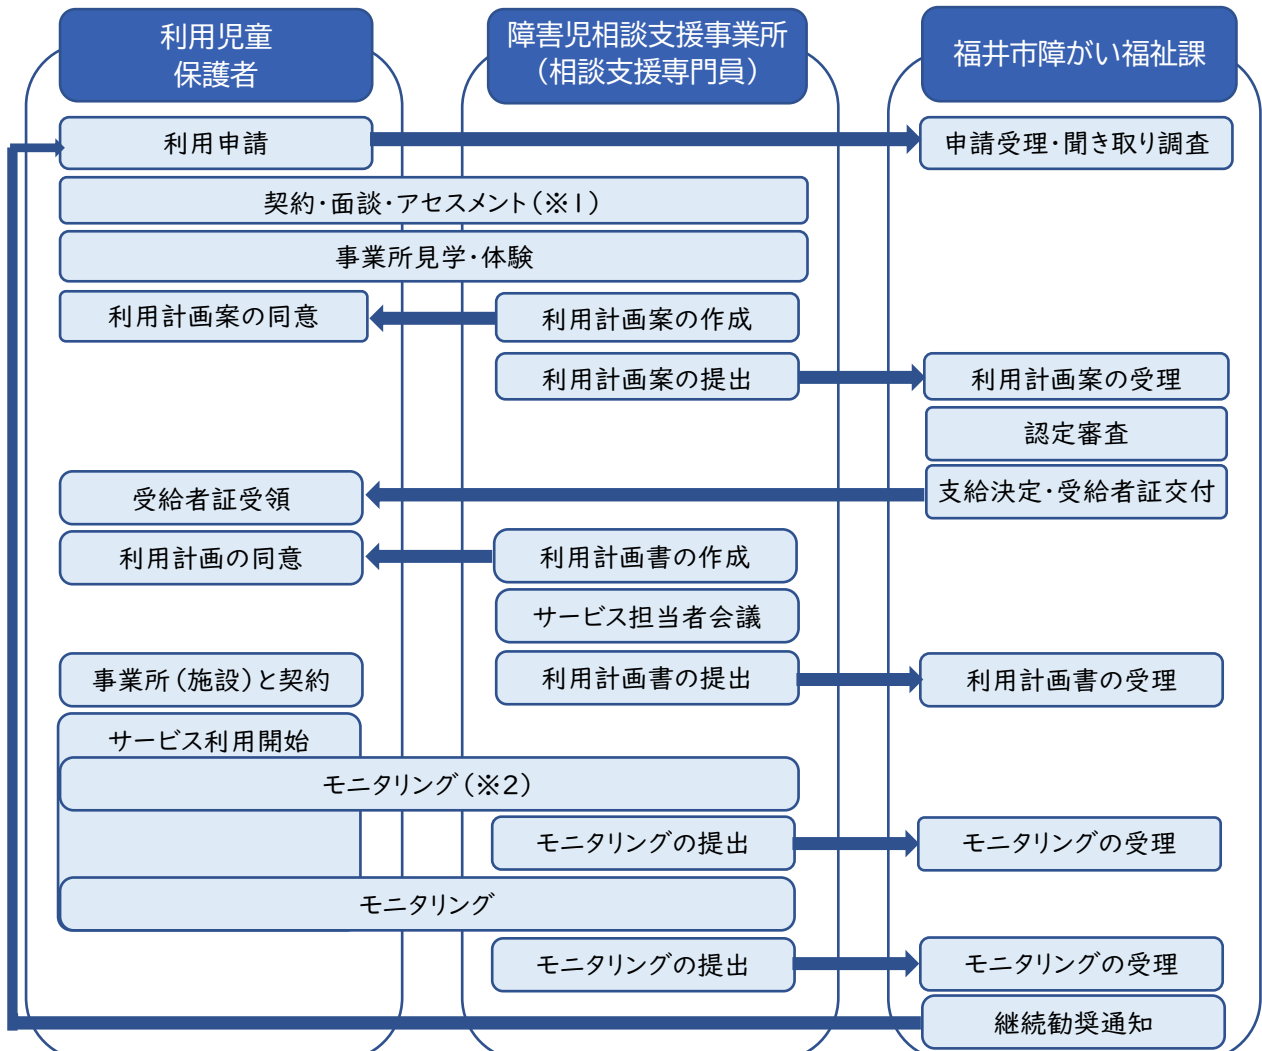 利用児童
保護者
障害児相談支援事業所
（相談支援専門員）
福井市障がい福祉課
利用申請
申請受理・聞き取り調査
契約・面談・アセスメント（※1）
事業所見学・体験
利用計画案の同意
利用計画案の作成
利用計画案の提出
利用計画案の受理
認定審査
受給者証受領
支給決定・受給者証交付
利用計画の同意
利用計画書の作成
サービス担当者会議
事業所（施設）と契約
利用計画書の提出
利用計画書の受理
サービス利用開始
モニタリング（※2）
モニタリングの提出
モニタリングの受理
モニタリング
モニタリングの提出
モニタリングの受理
継続勧奨通知